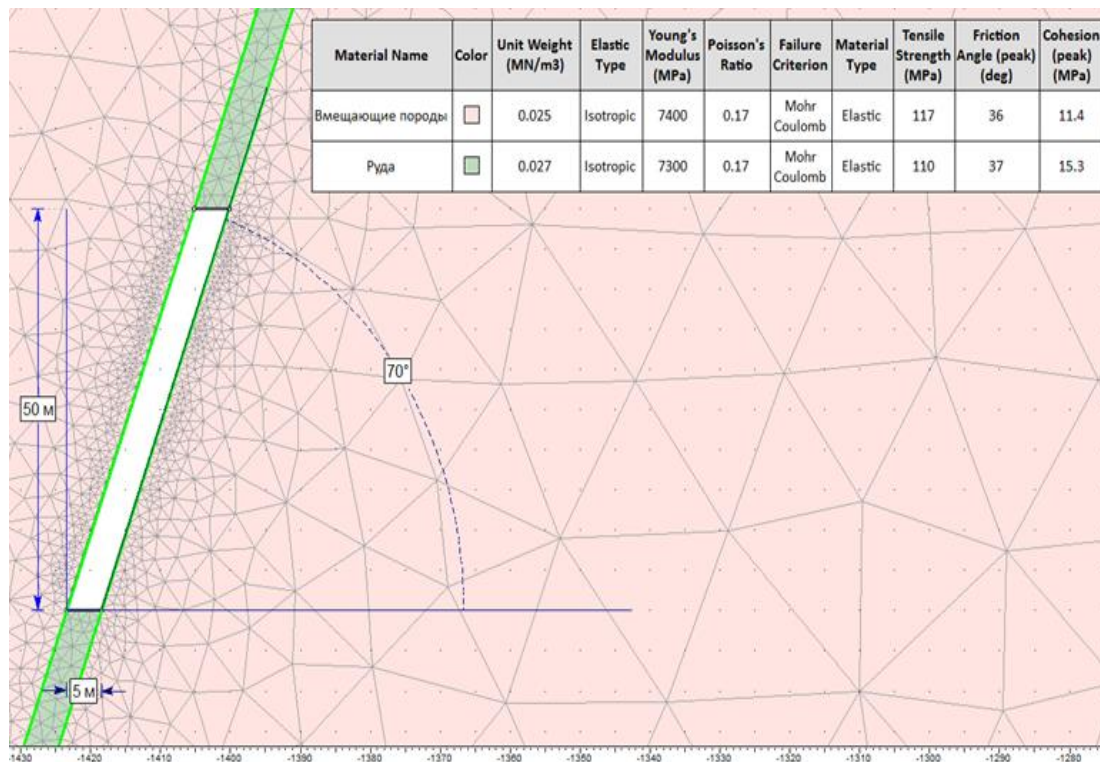 Material Name Color Unit Weight (MN/m3) Elastic Type Young's Modulus (MPa) Poisson's Ratio Failure Criterion Material Type Tensile Strength (MPa) Friction Angle (peak) (deg) Cohesion (peak) (MPa)
Вмещающие породы 0.025 Isotropic 7400 0.17 Mohr Coulomb Elastic 117 36 11.4
Руда 0.027 Isotropic 7300 0.17 Mohr Coulomb Elastic 110 37 15.3
70°
50 м
5 м
-1430 -1420 -1410 -1400 -1390 -1380 -1370 -1360 -1350 -1340 -1330 -1320 -1310 -1300 -1290 -1280